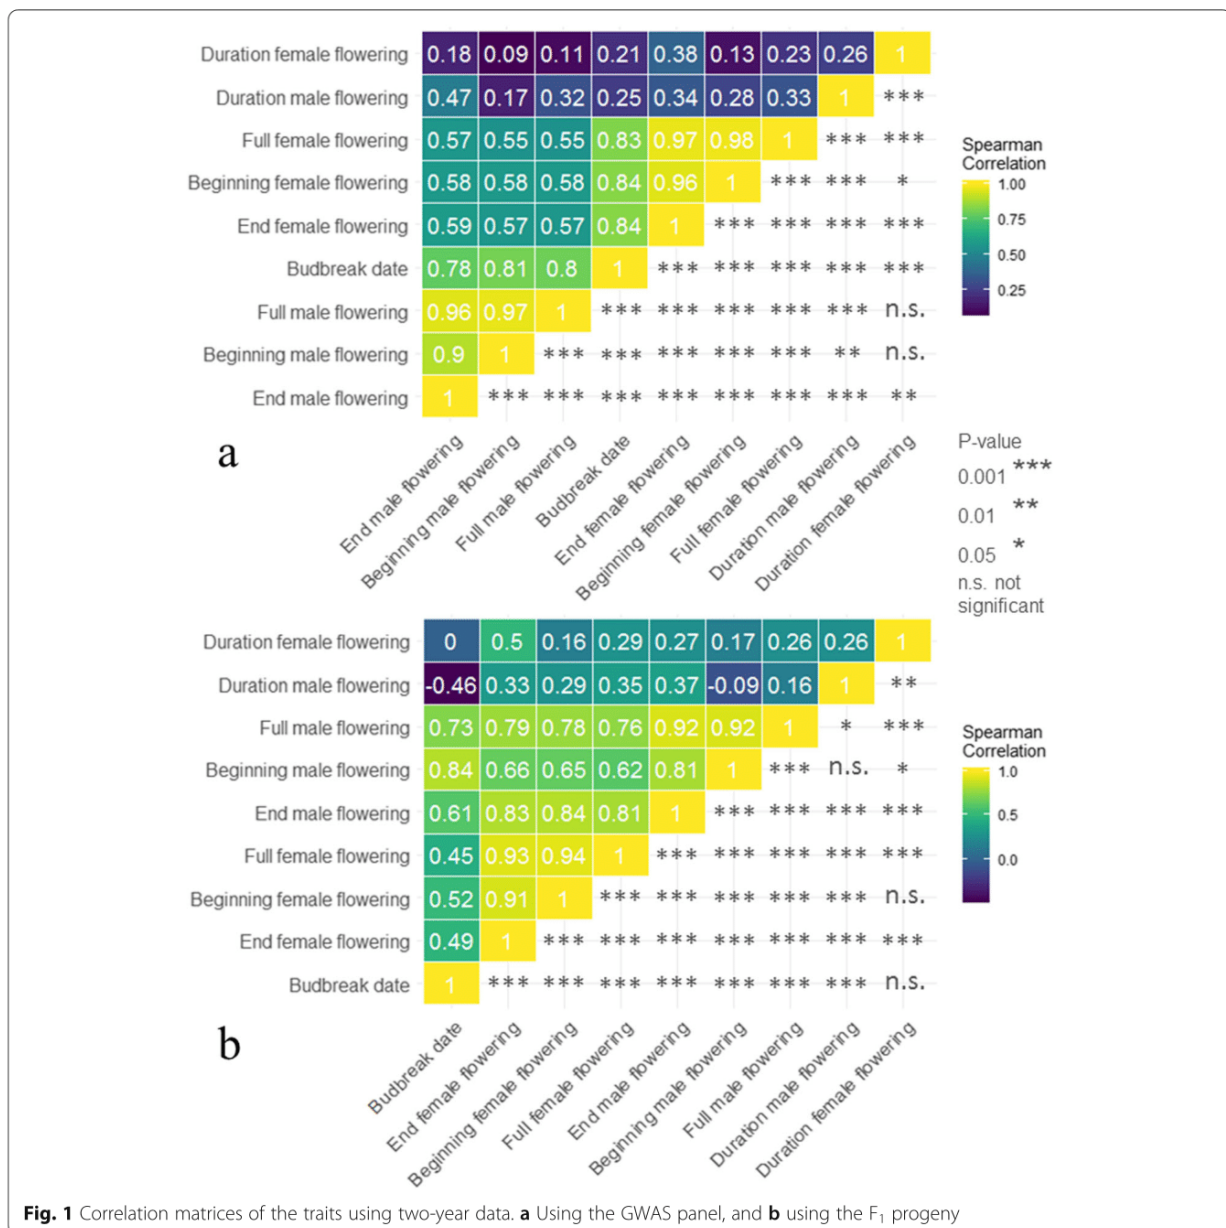 Duration female flowering 0.18 0.09 0.11 0.21 0.38 0.13 0.23 0.26 1
Duration male flowering 0.47 0.17 0.32 0.25 0.34 0.28 0.33 1 ***
Full female flowering 0.57 0.55 0.55 0.83 0.97 0.98 1 *** ***
Beginning female flowering 0.58 0.58 0.58 0.84 0.96 1 *** *** *
End female flowering 0.59 0.57 0.57 0.84 1 *** *** *** ***
Budbreak date 0.78 0.81 0.8 1 *** *** *** *** ***
Full male flowering 0.96 0.97 1 *** *** *** *** *** n.s.
Beginning male flowering 0.9 1 *** *** *** *** *** ** n.s.
End male flowering 1 *** *** *** *** *** *** *** **
Spearman
Correlation
1.00
0.75
0.50
0.25
a
End male flowering
Beginning male flowering
Full male flowering
Budbreak date
End female flowering
Beginning female flowering
Full female flowering
Duration male flowering
Duration female flowering
P-value
0.001 ***
0.01 **
0.05 *
n.s. not
significant
Duration female flowering 0 0.5 0.16 0.29 0.27 0.17 0.26 0.26 1
Duration male flowering -0.46 0.33 0.29 0.35 0.37 -0.09 0.16 1 **
Full male flowering 0.73 0.79 0.78 0.76 0.92 0.92 1 * ***
Beginning male flowering 0.84 0.66 0.65 0.62 0.81 1 *** n.s. *
End male flowering 0.61 0.83 0.84 0.81 1 *** *** *** ***
Full female flowering 0.45 0.93 0.94 1 *** *** *** *** ***
Beginning female flowering 0.52 0.91 1 *** *** *** *** *** n.s.
End female flowering 0.49 1 *** *** *** *** *** *** ***
Budbreak date 1 *** *** *** *** *** *** *** n.s.
Spearman
Correlation
1.0
0.5
0.0
b
Budbreak date
End female flowering
Beginning female flowering
Full female flowering
End male flowering
Beginning male flowering
Full male flowering
Duration male flowering
Duration female flowering
Fig. 1 Correlation matrices of the traits using two-year data. a Using the GWAS panel, and b using the F₁ progeny